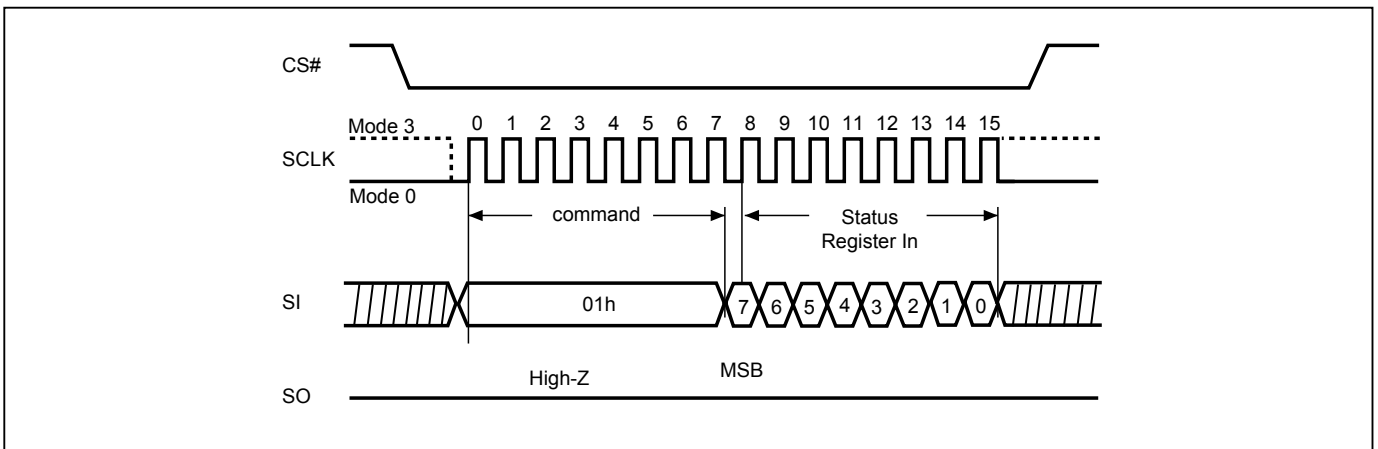 CS#
Mode 3 0 1 2 3 4 5 6 7 8 9 10 11 12 13 14 15
SCLK
Mode 0
command Status
Register In
SI 01h 7 6 5 4 3 2 1 0
High-Z MSB
SO